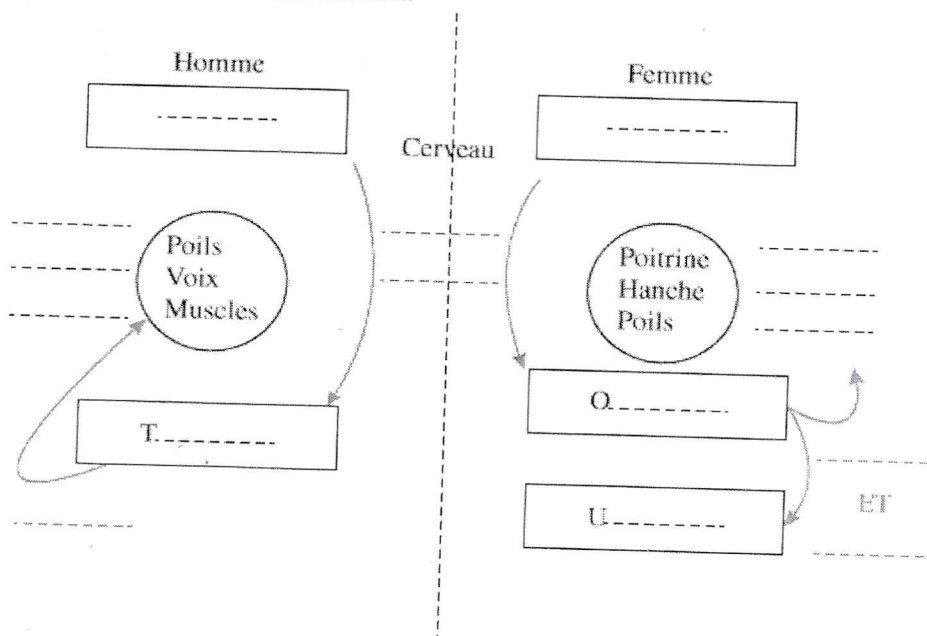 Homme
Femme
Cerveau
Poils
Voix
Muscles
Poitrine
Hanche
Poils
T
O
U
ET